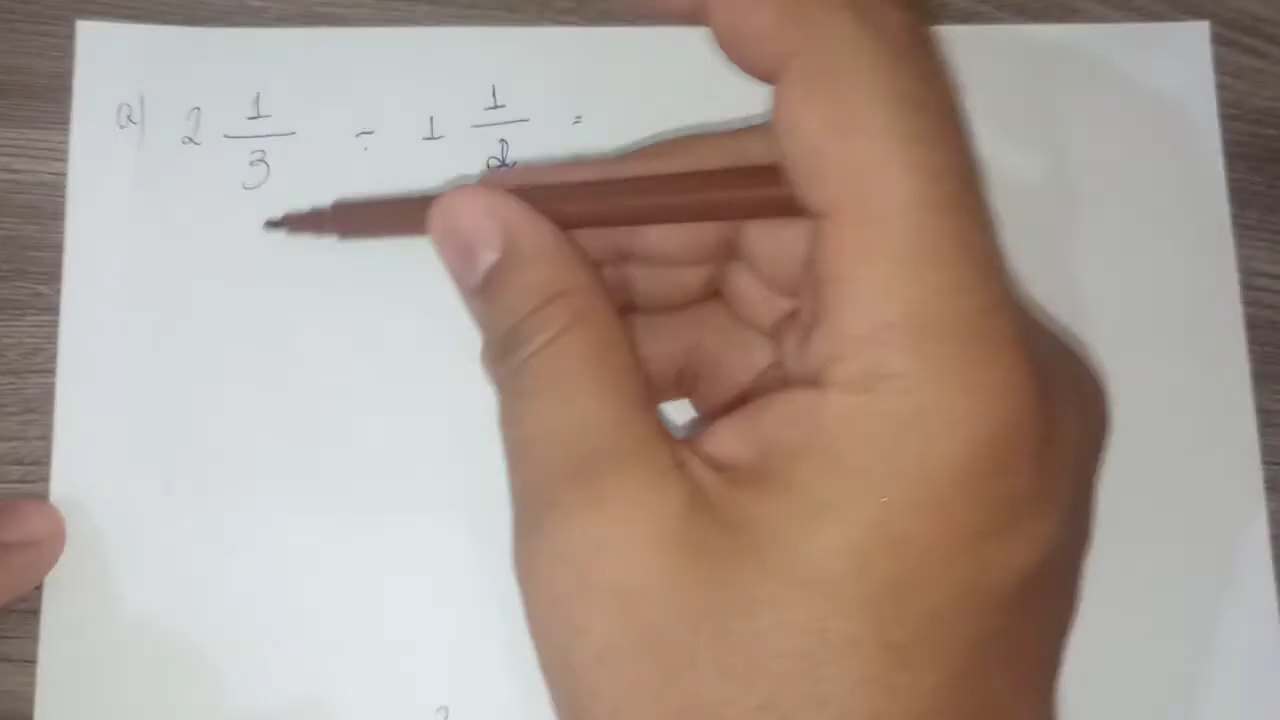 a) 2 1/3 ÷ 1 1/2 =